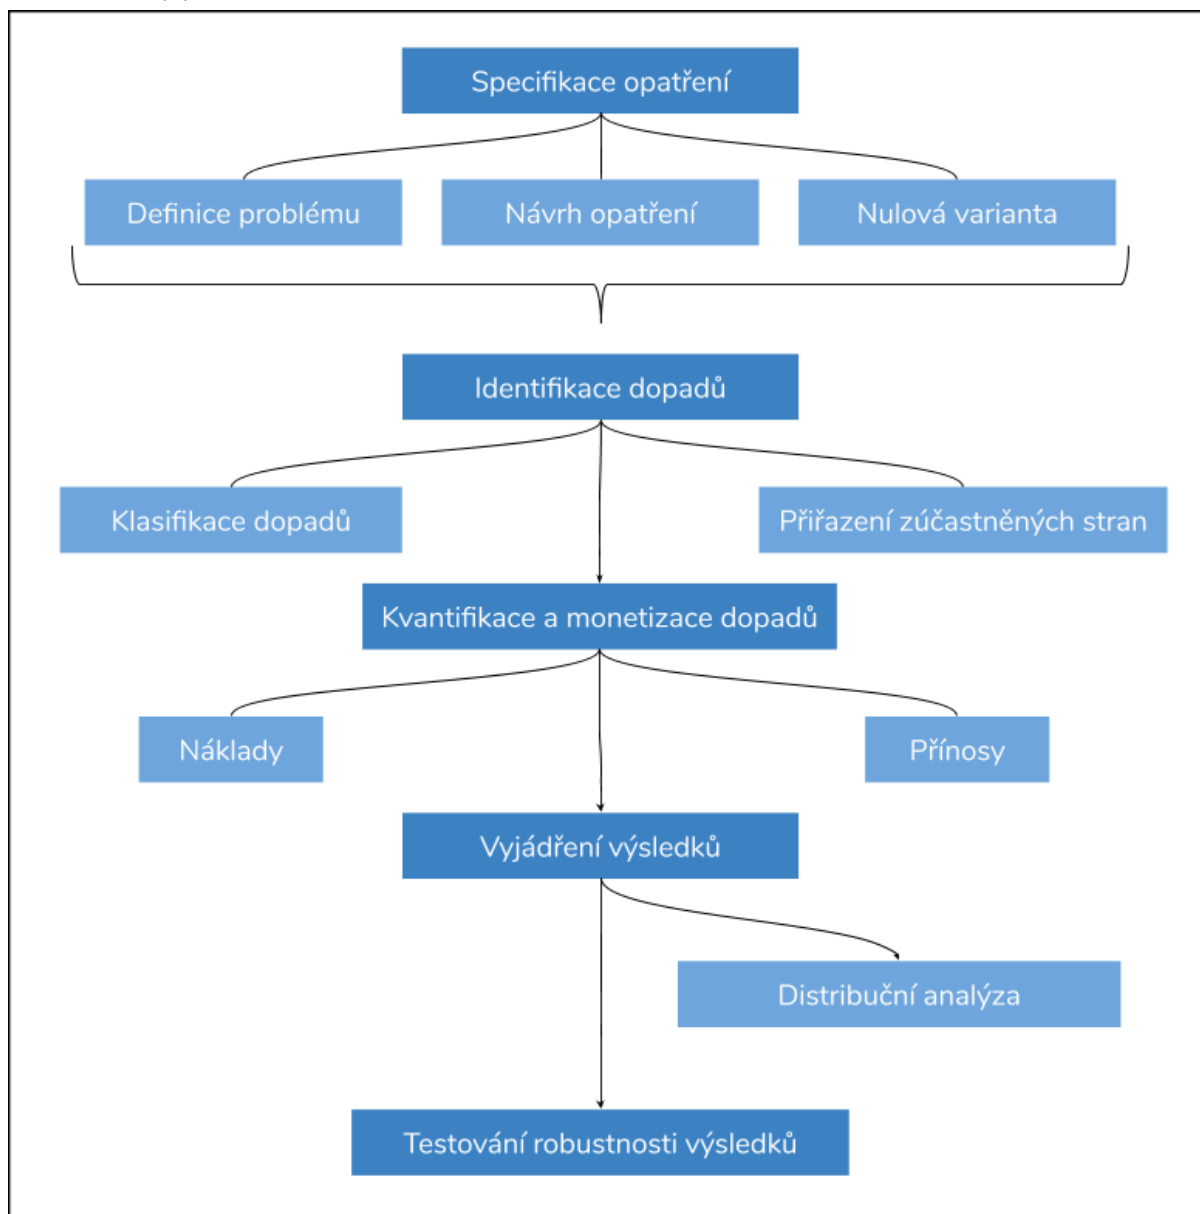 Specifikace opatření
Definice problému
Návrh opatření
Nulová varianta
Identifikace dopadů
Klasifikace dopadů
Přiřazení zúčastněných stran
Kvantifikace a monetizace dopadů
Náklady
Přínosy
Vyjádření výsledků
Distribuční analýza
Testování robustnosti výsledků